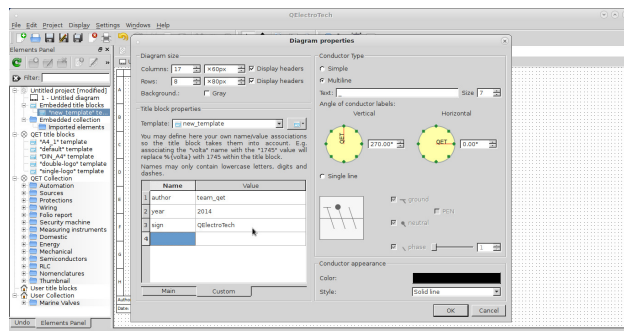 QElectroTech
File Edit Project Display Settings Windows Help
Elements Panel
Filter:
Untitled project [modified]
1 - Untitled diagram
Embedded title blocks
"new_template" te
Embedded collection
Imported elements
QET title blocks
"A4_1" template
"default" template
"DIN_A4" template
"double-logo" template
"single-logo" template
QET Collection
Automation
Sources
Protections
Wiring
Folio report
Security machine
Measuring instruments
Domestic
Energy
Mechanical
Semiconductors
RLC
Nomenclatures
Thumbnail
User title blocks
User Collection
Marine Valves
Undo Elements Panel
Diagram properties
Diagram size
Columns: 17 ×60px Display headers
Rows: 8 ×80px Display headers
Background.: Gray
Title block properties
Template: new_template
You may define here your own name/value associations
so the title block takes them into account. E.g.
associating the "volta" name with the "1745" value will
replace %{volta} with 1745 within the title block.
Names may only contain lowercase letters, digits and
dashes.
Name Value
1 author team_qet
2 year 2014
3 sign QElectroTech
4
Main Custom
Conductor Type
Simple
Multiline
Text: _ Size 7
Angle of conductor labels:
Vertical Horizontal
QET 270.00° QET 0.00°
Single line
ground
PEN
neutral
phase 1
Conductor appearance
Color:
Style: Solid line
OK Cancel